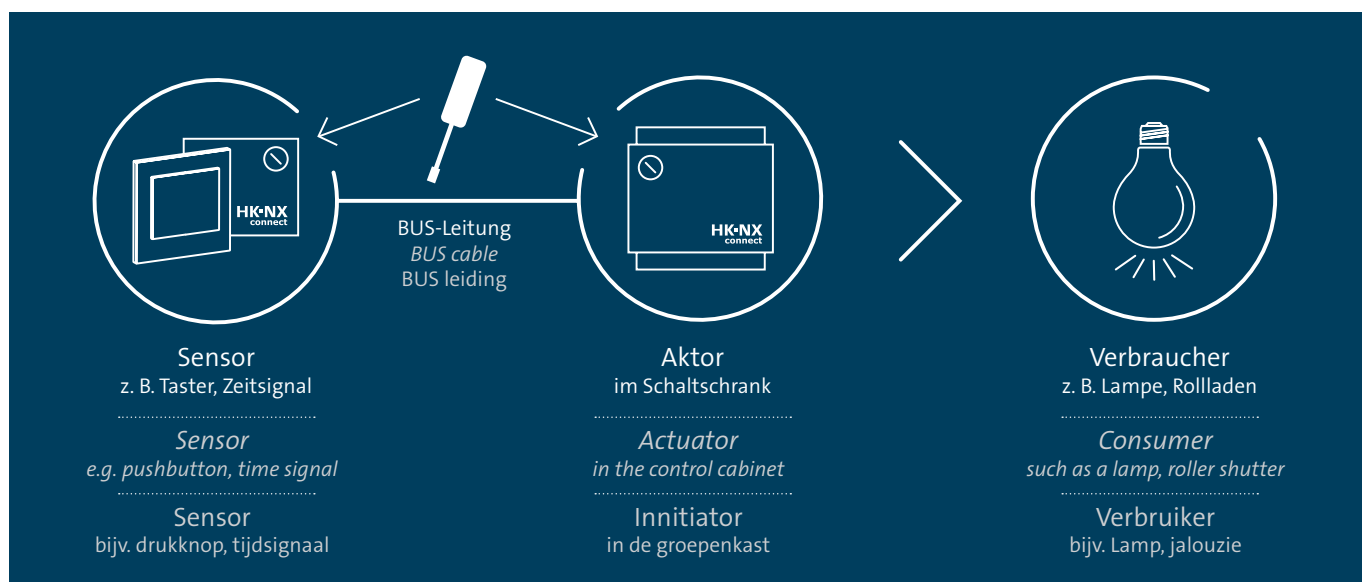 HK•NX
connect
BUS-Leitung
BUS cable
BUS leiding
HK•NX
connect
Sensor
z. B. Taster, Zeitsignal
Sensor
e.g. pushbutton, time signal
Sensor
bijv. drukknop, tijdsignaal
Aktor
im Schaltschrank
Actuator
in the control cabinet
Innitiator
in de groepenkast
Verbraucher
z. B. Lampe, Rollladen
Consumer
such as a lamp, roller shutter
Verbruiker
bijv. Lamp, jalouzie